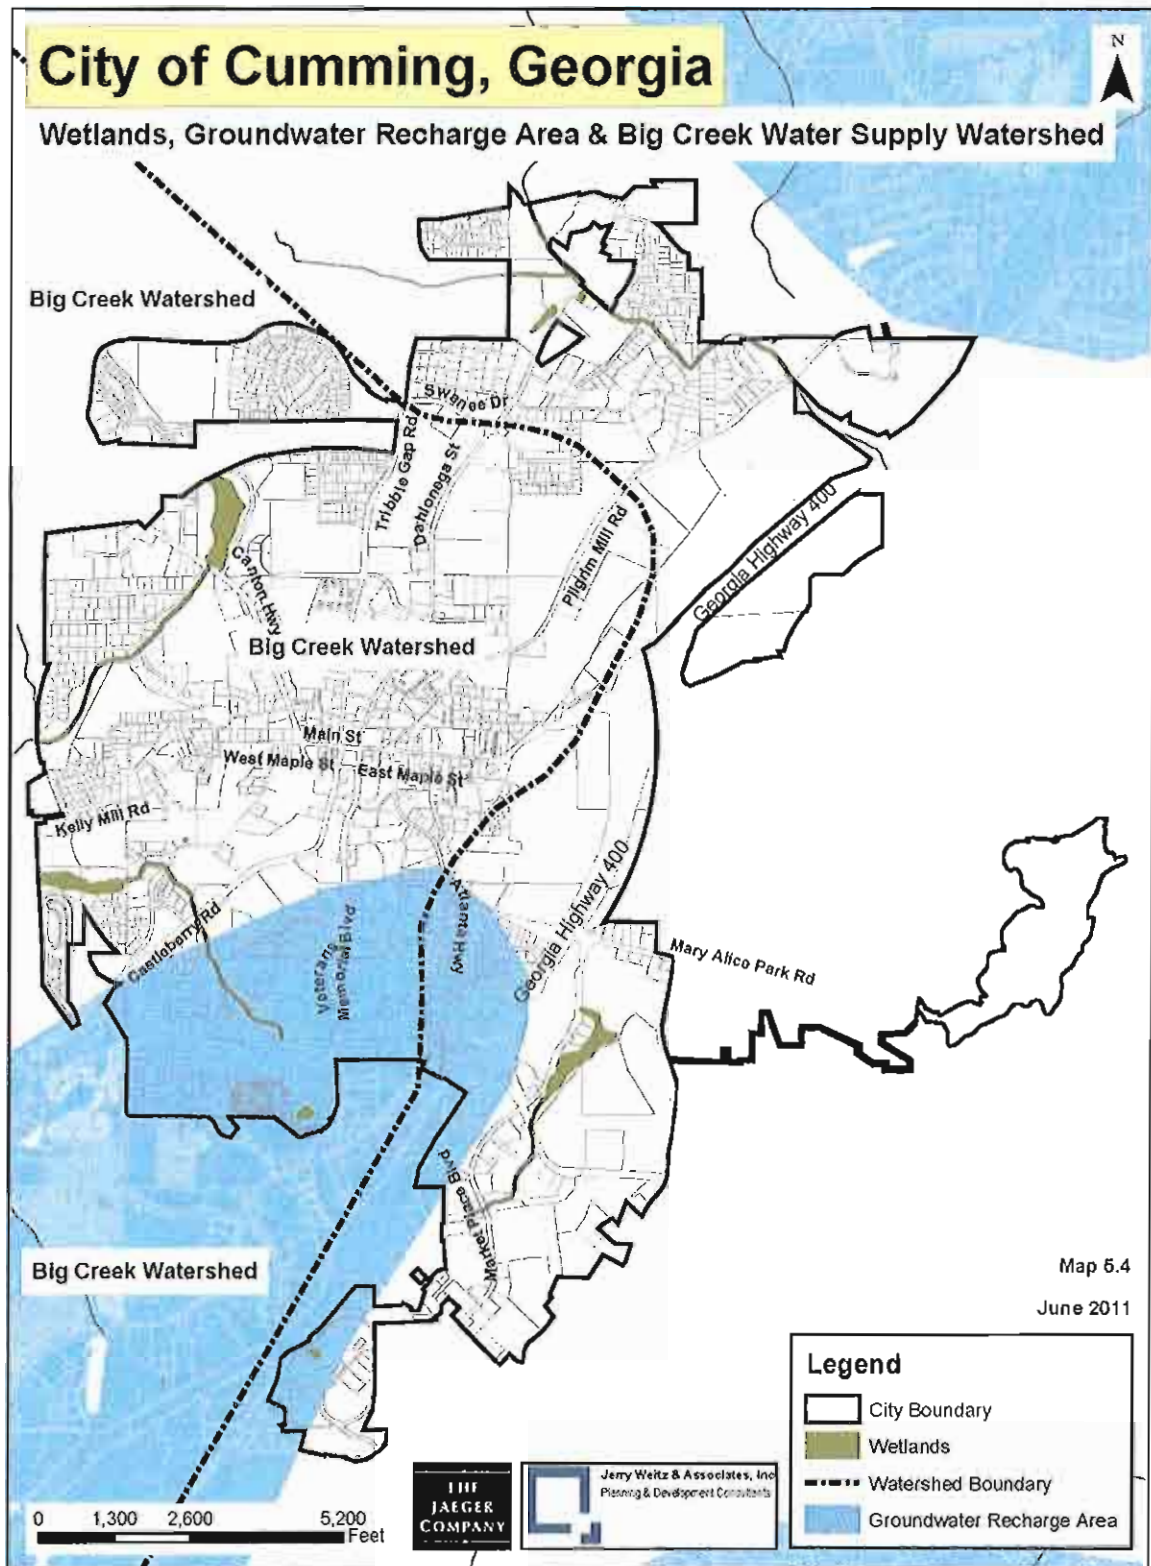 City of Cumming, Georgia
N
Wetlands, Groundwater Recharge Area & Big Creek Water Supply Watershed
Big Creek Watershed
Swanee Dr
Tribble Gap Rd
Dahlonega St
Pilgrim Mill Rd
Georgia Highway 400
Canton Hwy
Big Creek Watershed
Main St
West Maple St
East Maple St
Kelly Mill Rd
Castleberry Rd
Veterans
Memorial Blvd
Atlanta Hwy
Georgia Highway 400
Mary Alice Park Rd
Market Place Blvd
Big Creek Watershed
Map 5.4
June 2011
Legend
City Boundary
Wetlands
Watershed Boundary
Groundwater Recharge Area
THE
JAEGER
COMPANY
Jerry Weitz & Associates, Inc
Planning & Development Consultants
0 1,300 2,600 5,200
Feet